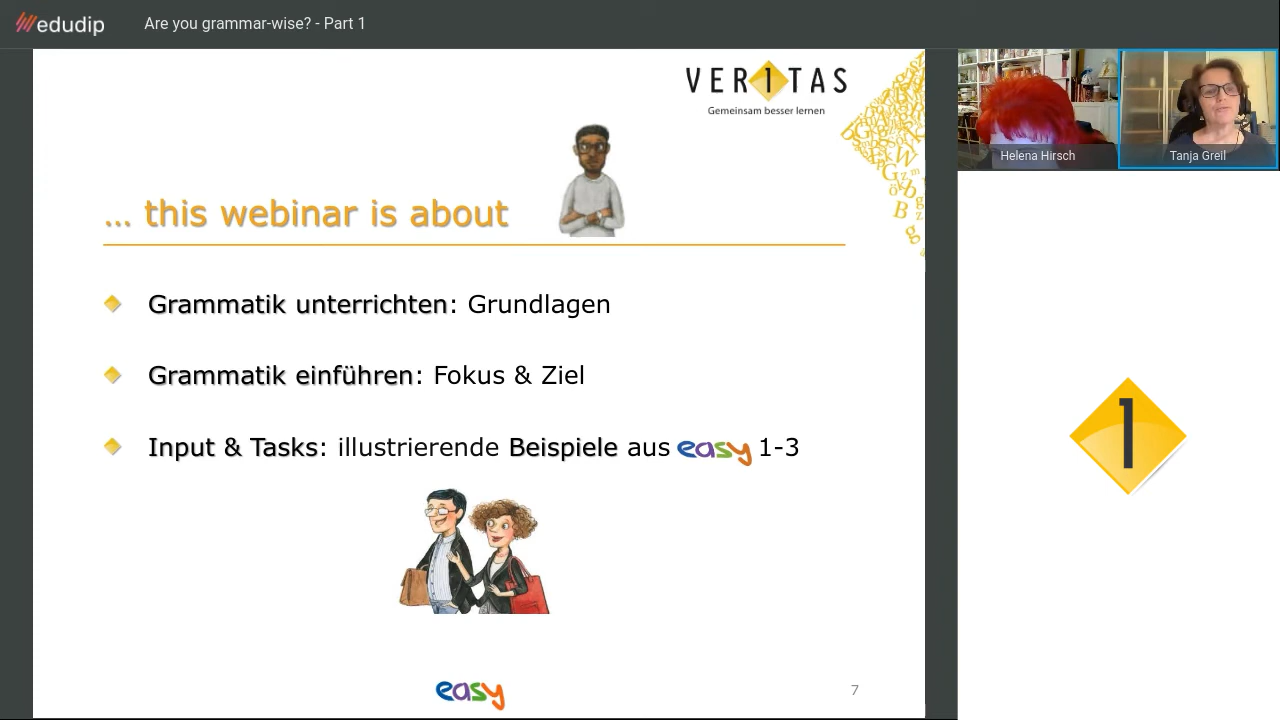 edudip
Are you grammar-wise? - Part 1
VER1TAS
Gemeinsam besser lernen
Helena Hirsch
Tanja Greil
... this webinar is about
Grammatik unterrichten: Grundlagen
Grammatik einführen: Fokus & Ziel
Input & Tasks: illustrierende Beispiele aus easy 1-3
1
easy
7